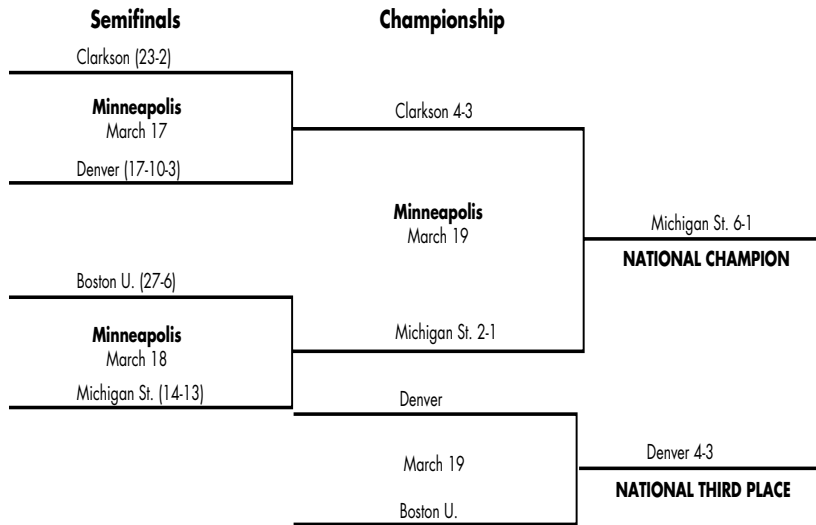 Semifinals
Championship
Clarkson (23-2)
Minneapolis
March 17
Clarkson 4-3
Denver (17-10-3)
Minneapolis
March 19
Michigan St. 6-1
NATIONAL CHAMPION
Boston U. (27-6)
Minneapolis
March 18
Michigan St. 2-1
Michigan St. (14-13)
Denver
March 19
Denver 4-3
NATIONAL THIRD PLACE
Boston U.